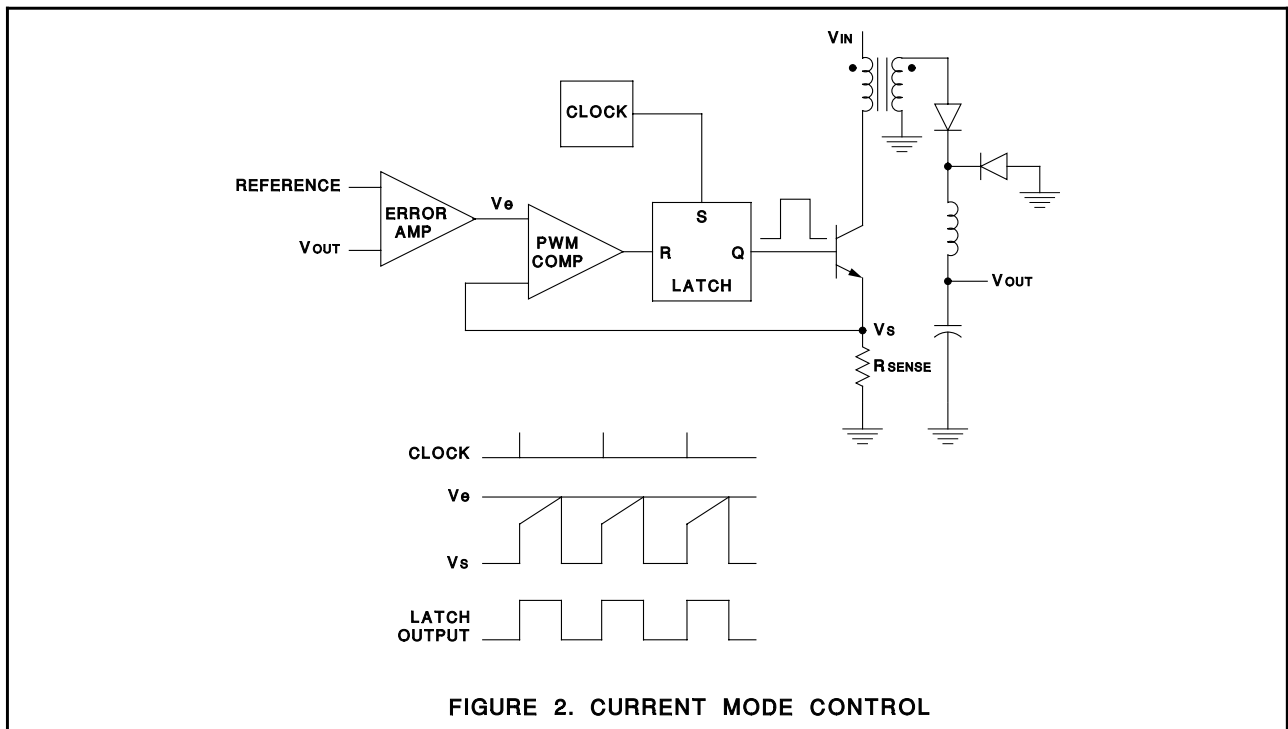 VIN
CLOCK
REFERENCE
ERROR
AMP
VOUT
Ve
PWM
COMP
S
R
Q
LATCH
VOUT
Vs
RSENSE
CLOCK
Ve
Vs
LATCH
OUTPUT
FIGURE 2. CURRENT MODE CONTROL